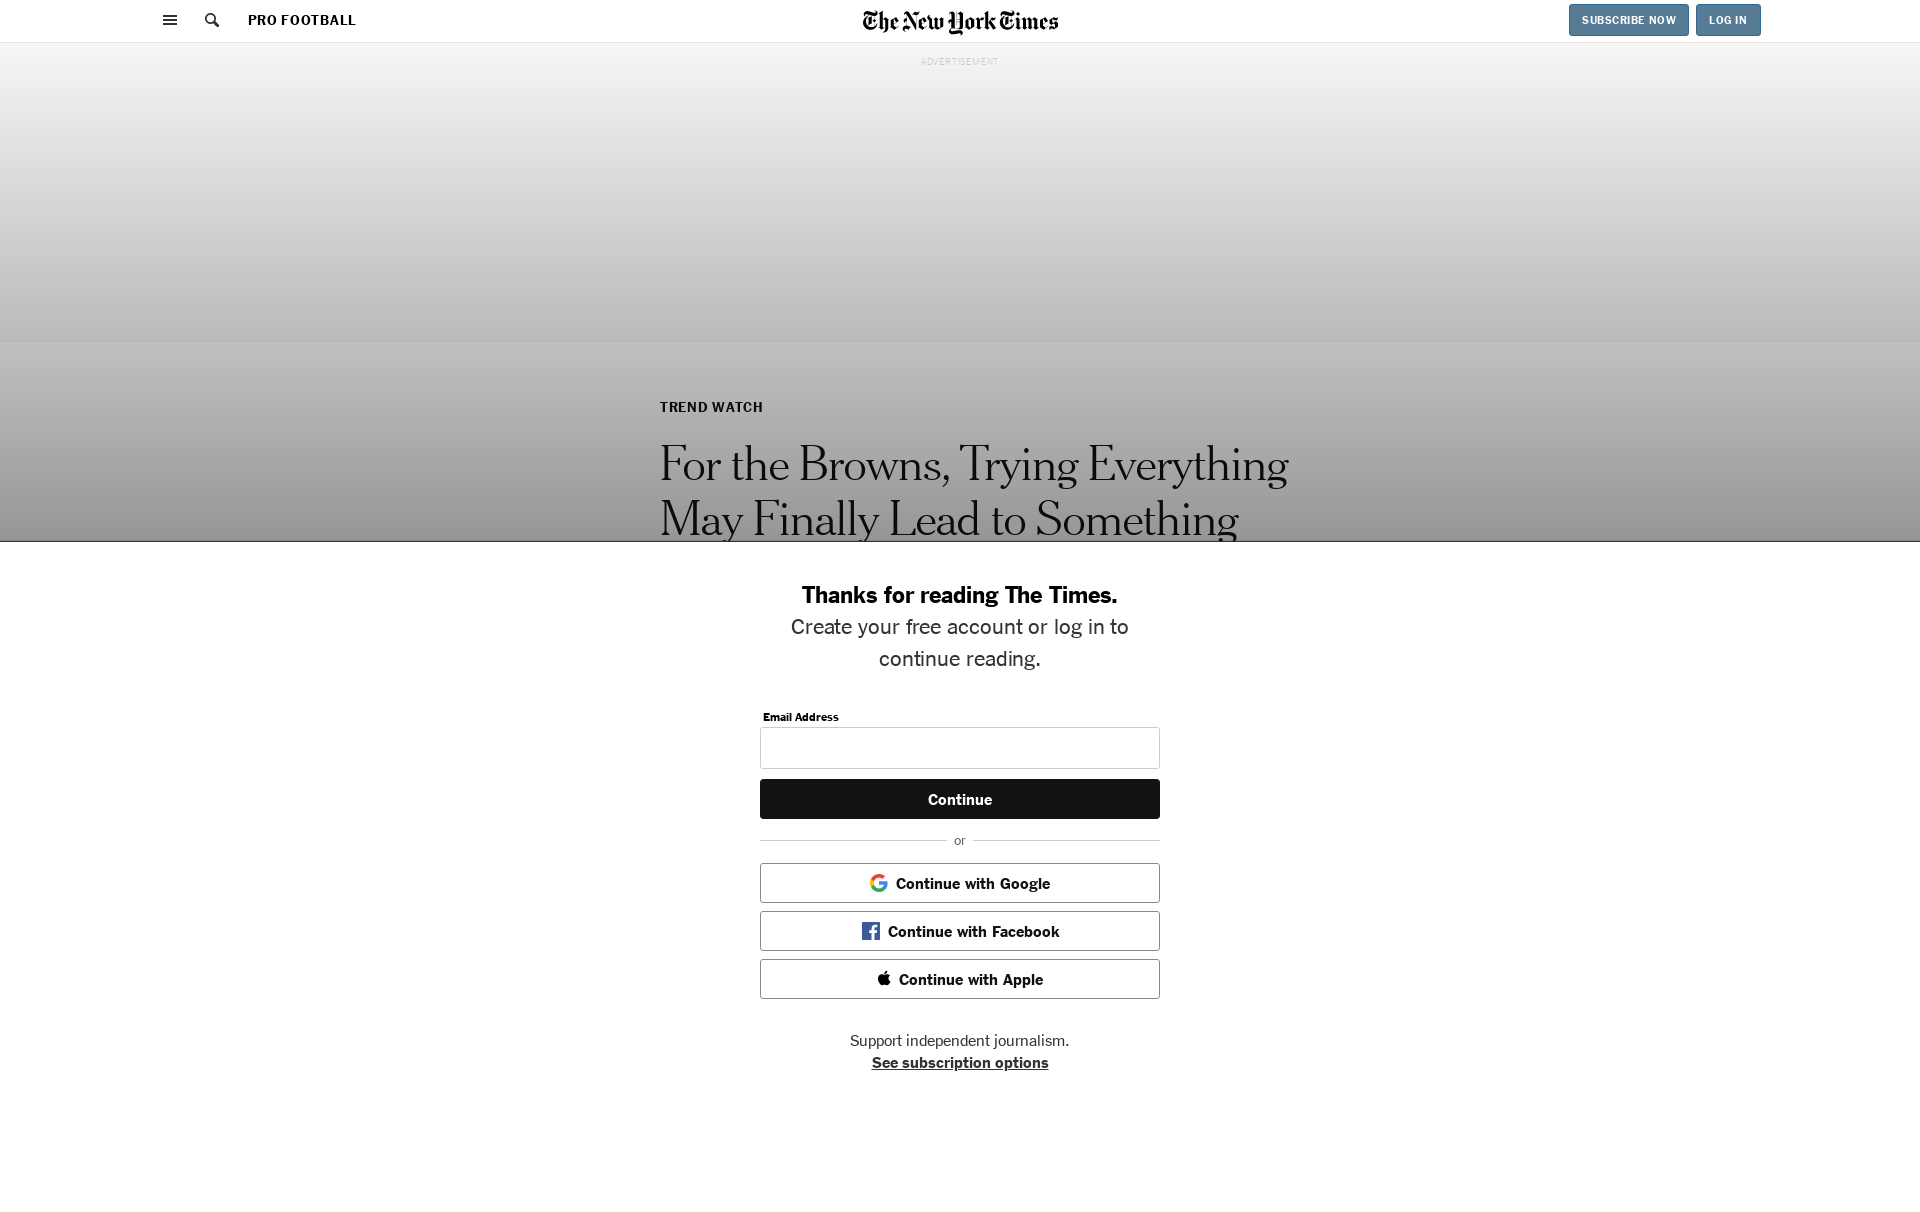 PRO FOOTBALL
The New York Times
SUBSCRIBE NOW
LOG IN
ADVERTISEMENT
TREND WATCH
For the Browns, Trying Everything
May Finally Lead to Something
Thanks for reading The Times.
Create your free account or log in to
continue reading.
Email Address
Continue
or
Continue with Google
Continue with Facebook
Continue with Apple
Support independent journalism.
See subscription options